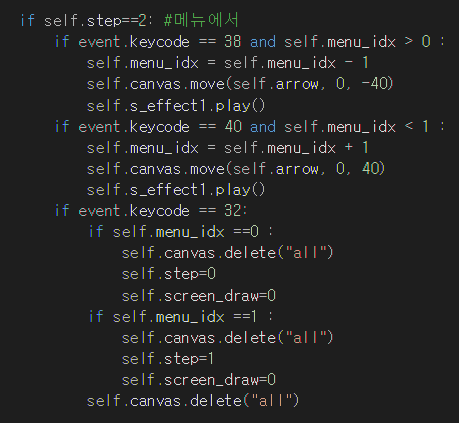 if self.step==2: #메뉴에서
if event.keycode == 38 and self.menu_idx > 0 :
self.menu_idx = self.menu_idx - 1
self.canvas.move(self.arrow, 0, -40)
self.s_effect1.play()
if event.keycode == 40 and self.menu_idx < 1 :
self.menu_idx = self.menu_idx + 1
self.canvas.move(self.arrow, 0, 40)
self.s_effect1.play()
if event.keycode == 32:
if self.menu_idx ==0 :
self.canvas.delete("all")
self.step=0
self.screen_draw=0
if self.menu_idx ==1 :
self.canvas.delete("all")
self.step=1
self.screen_draw=0
self.canvas.delete("all")